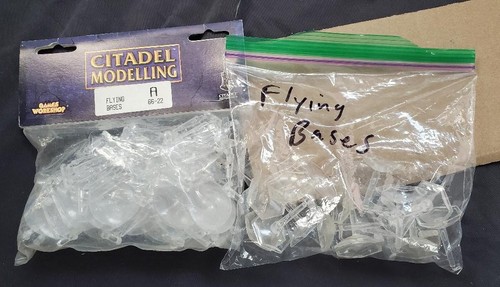 CITADEL
MODELLING
FLYING
BASES
A
66-22
GAMES
WORKSHOP
Flying
Bases